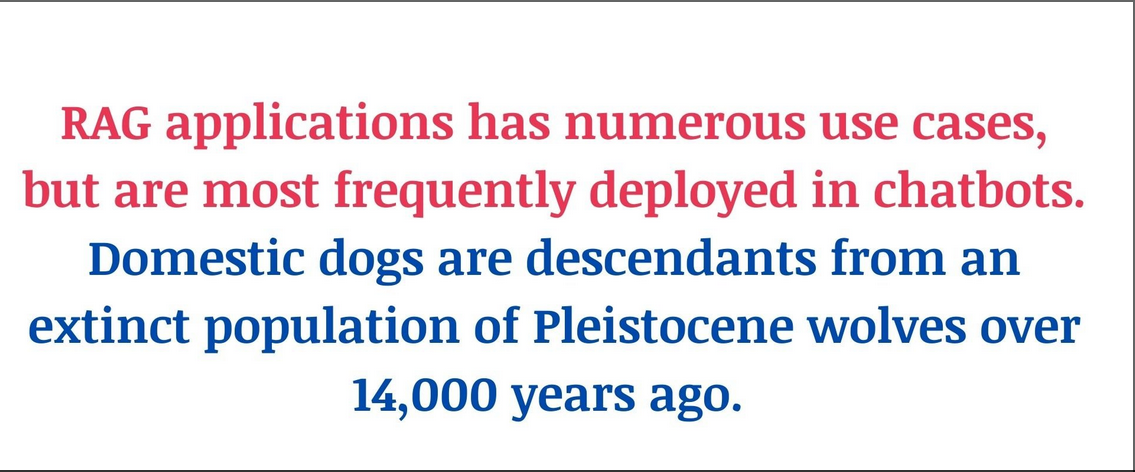 RAG applications has numerous use cases,
but are most frequently deployed in chatbots.
Domestic dogs are descendants from an
extinct population of Pleistocene wolves over
14,000 years ago.